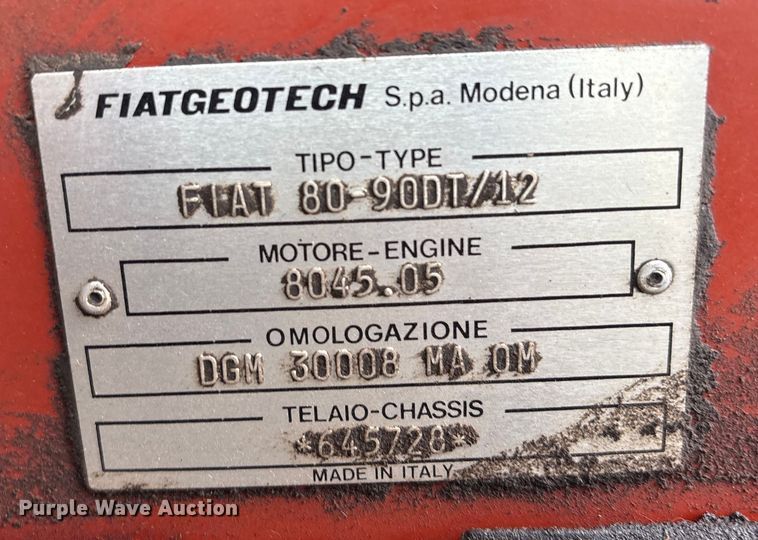 FIATGEOTECH S.p.a. Modena (Italy)
TIPO-TYPE
FIAT 80-90DT/12
MOTORE-ENGINE
8045.05
OMOLOGAZIONE
DGM 30008 MA OM
TELAIO-CHASSIS
*645728*
MADE IN ITALY
Purple Wave Auction